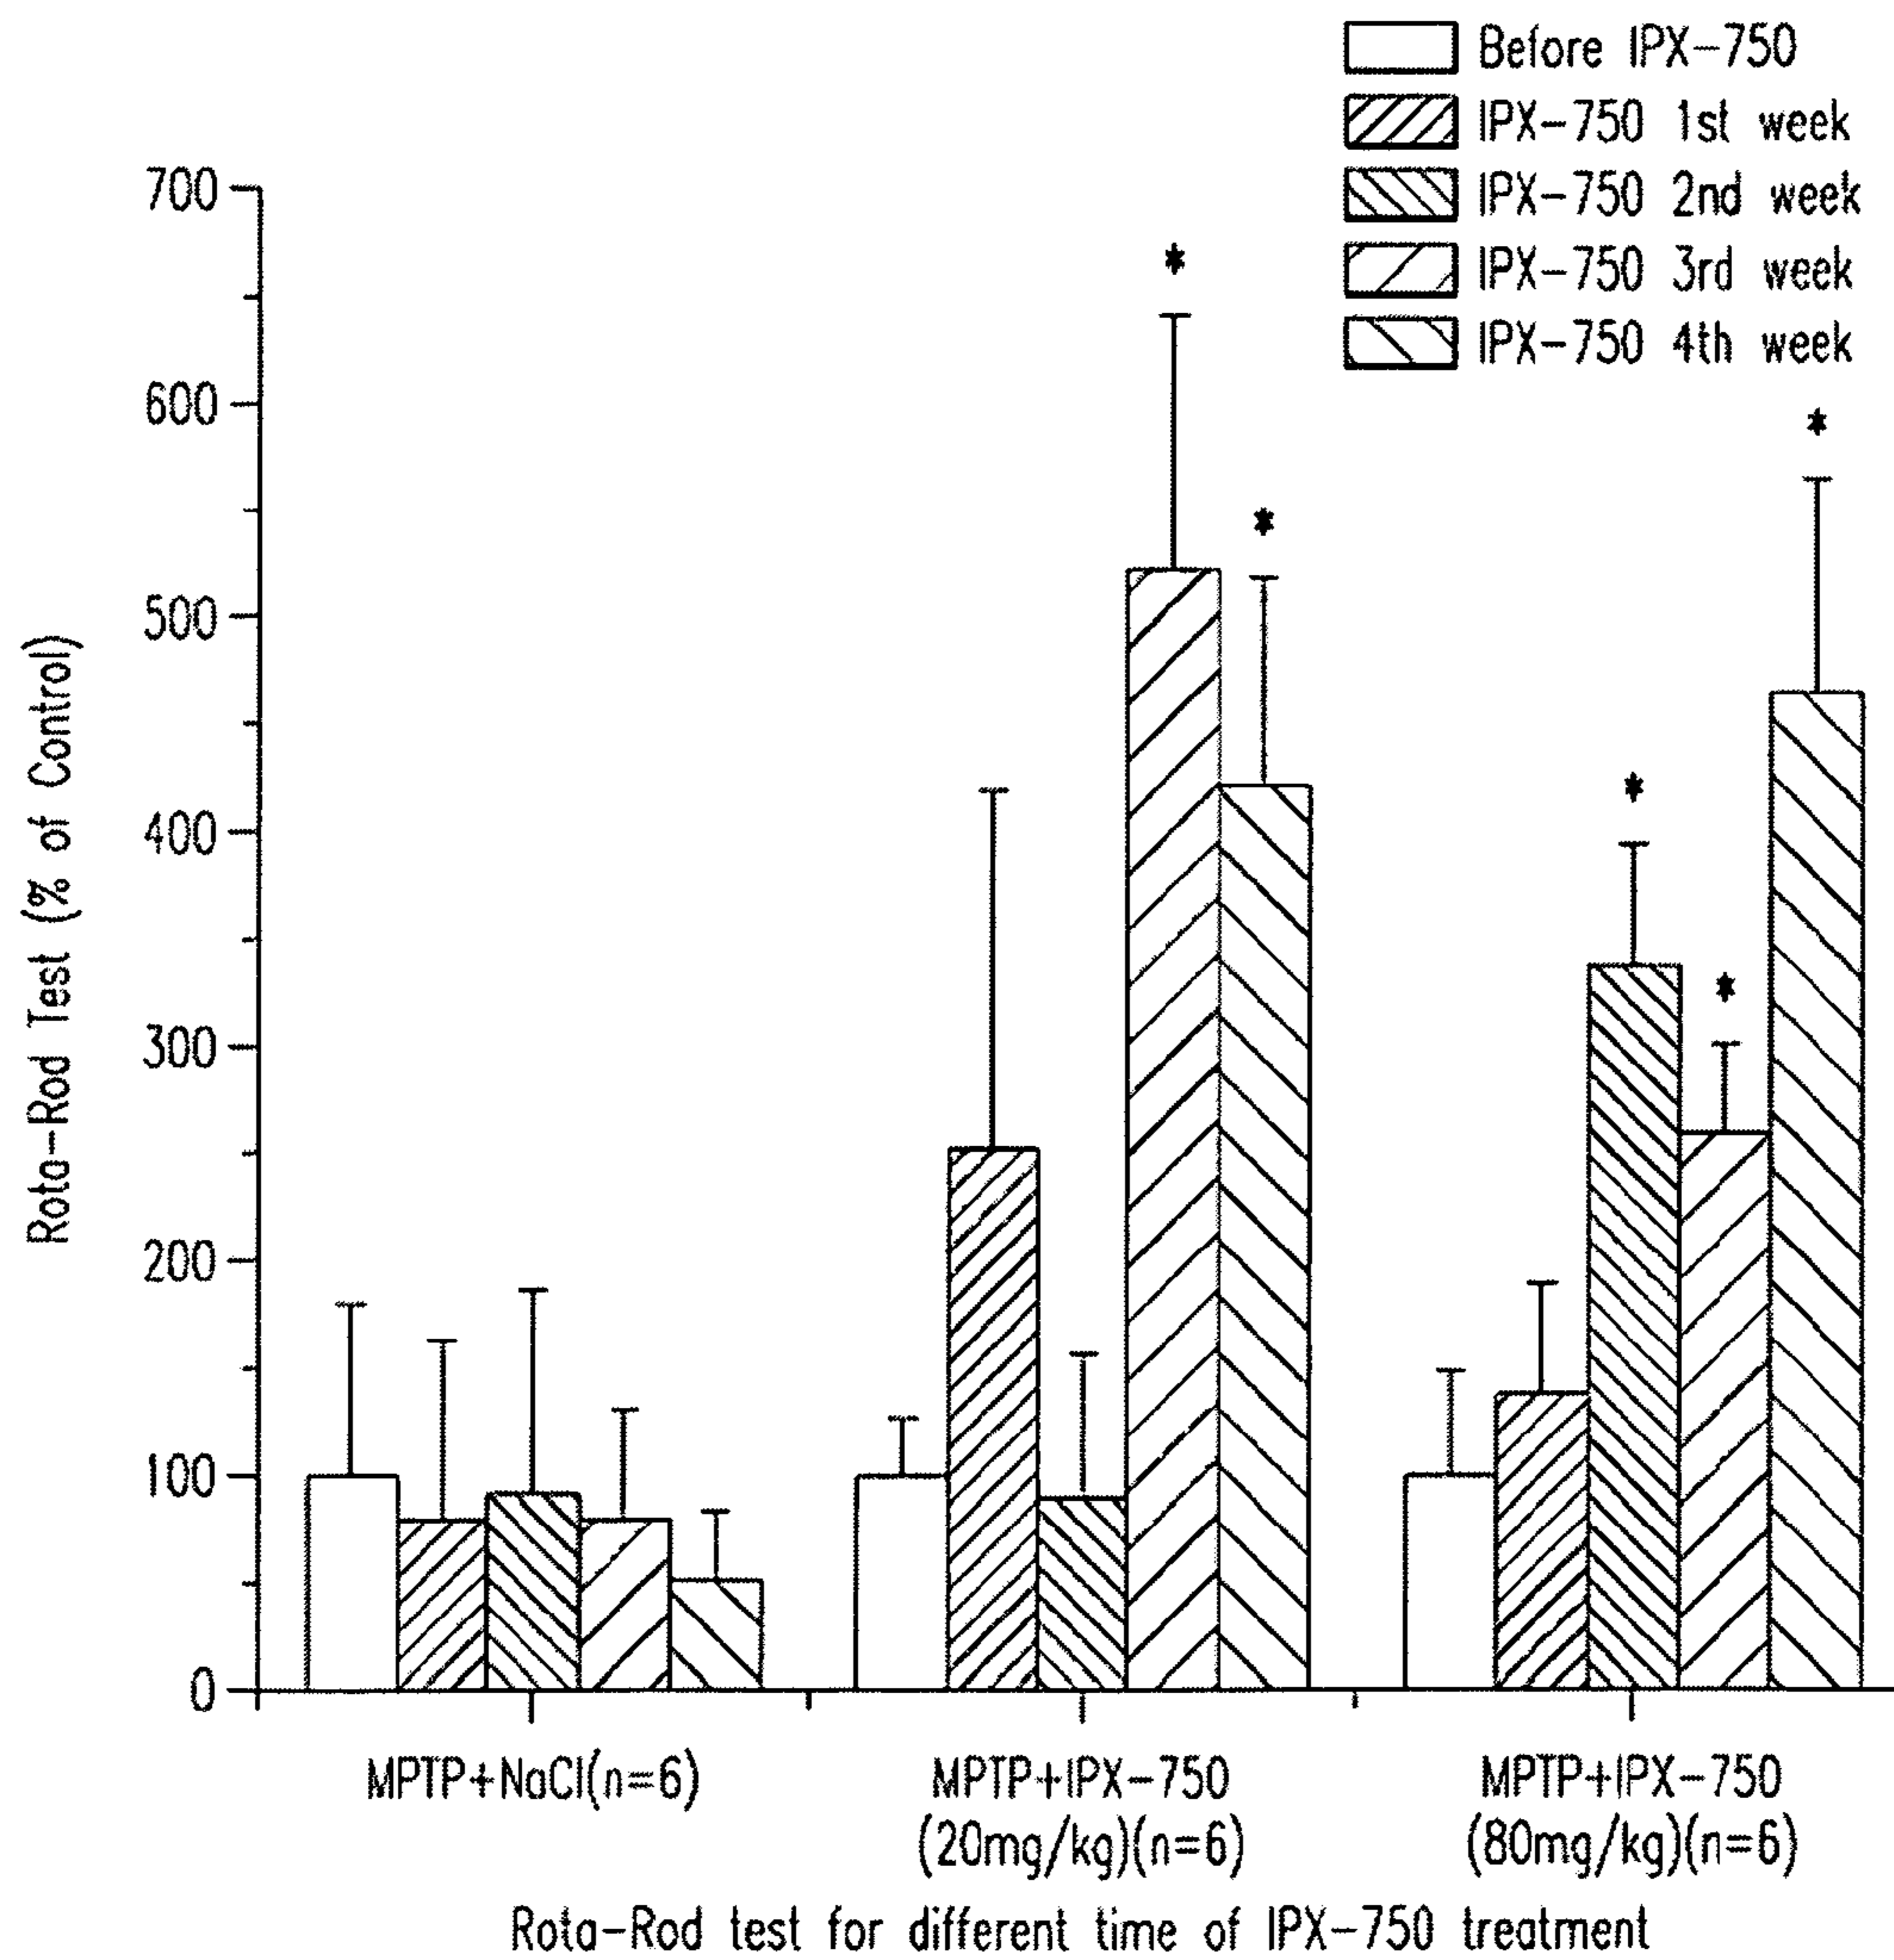 Before IPX-750
IPX-750 1st week
IPX-750 2nd week
IPX-750 3rd week
IPX-750 4th week
Rota-Rod Test (% of Control)
700
600
500
400
300
200
100
0
*
*
*
*
*
MPTP+NaCl(n=6)
MPTP+IPX-750
(20mg/kg)(n=6)
MPTP+IPX-750
(80mg/kg)(n=6)
Rota-Rod test for different time of IPX-750 treatment